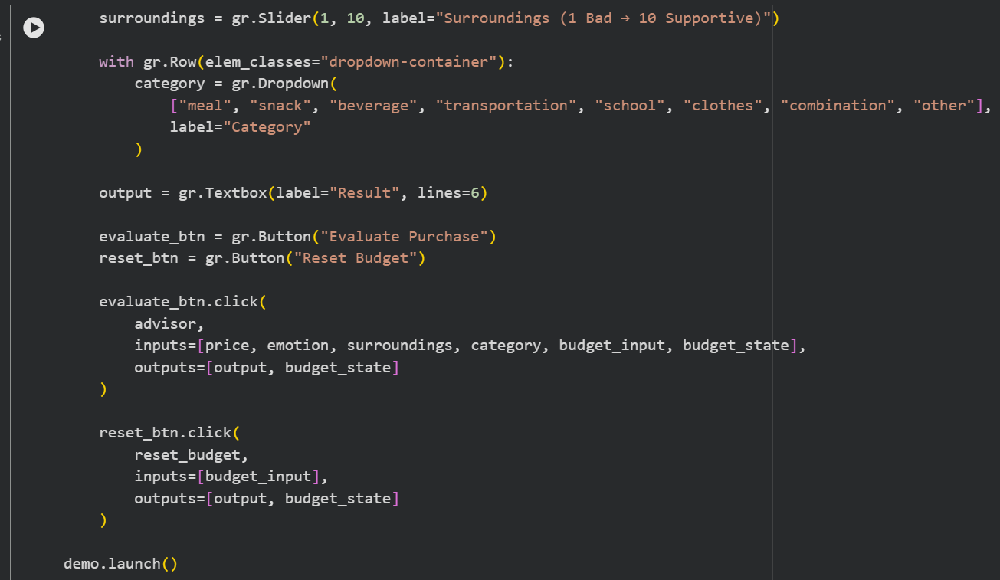 surroundings = gr.Slider(1, 10, label="Surroundings (1 Bad → 10 Supportive)")
with gr.Row(elem_classes="dropdown-container"):
category = gr.Dropdown(
["meal", "snack", "beverage", "transportation", "school", "clothes", "combination", "other"],
label="Category"
)
output = gr.Textbox(label="Result", lines=6)
evaluate_btn = gr.Button("Evaluate Purchase")
reset_btn = gr.Button("Reset Budget")
evaluate_btn.click(
advisor,
inputs=[price, emotion, surroundings, category, budget_input, budget_state],
outputs=[output, budget_state]
)
reset_btn.click(
reset_budget,
inputs=[budget_input],
outputs=[output, budget_state]
)
demo.launch()